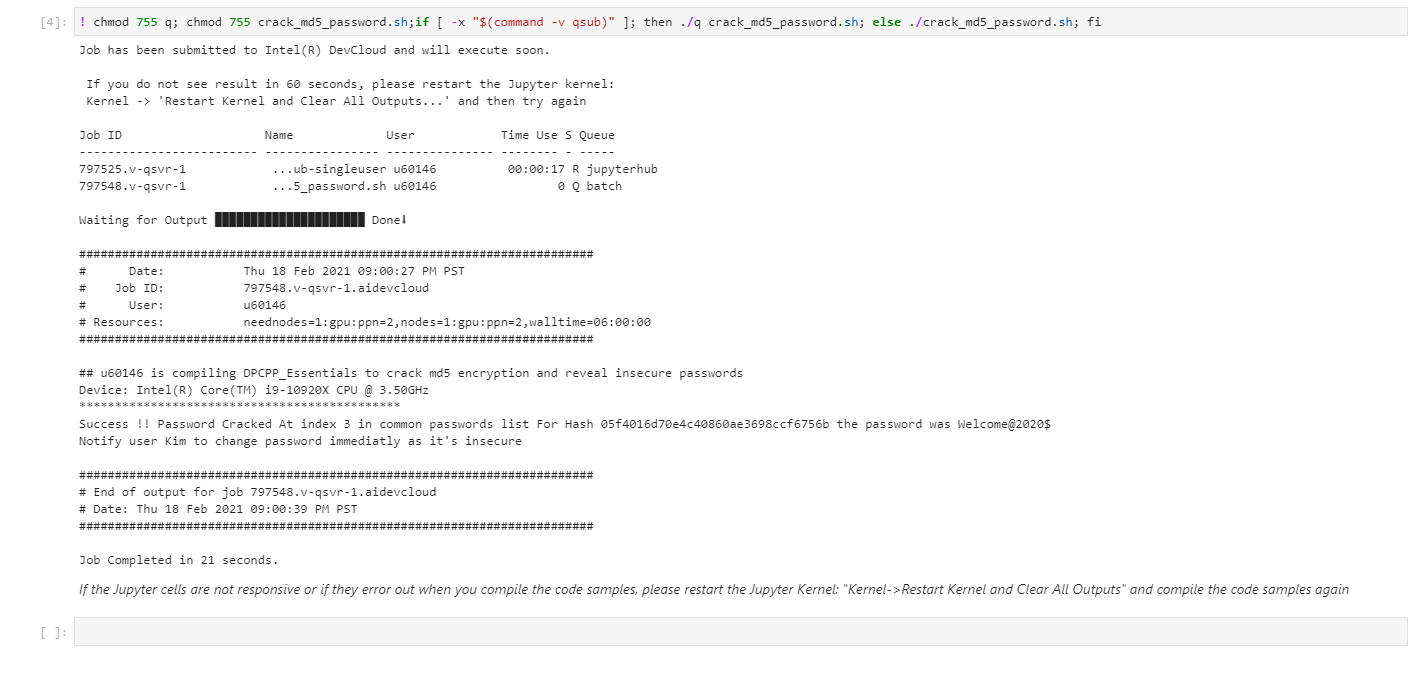 [4]: ! chmod 755 q; chmod 755 crack_md5_password.sh;if [ -x "$(command -v qsub)" ]; then ./q crack_md5_password.sh; else ./crack_md5_password.sh; fi
Job has been submitted to Intel(R) DevCloud and will execute soon.
If you do not see result in 60 seconds, please restart the Jupyter kernel:
Kernel -> 'Restart Kernel and Clear All Outputs...' and then try again
Job ID                    Name             User            Time Use S Queue
------------------------- ---------------- --------------- -------- - -----
797525.v-qsvr-1            ...ub-singleuser u60146          00:00:17 R jupyterhub
797548.v-qsvr-1            ...5_password.sh u60146                 0 Q batch
Waiting for Output █████████████████████ Done⬇
########################################################################
#      Date:           Thu 18 Feb 2021 09:00:27 PM PST
#    Job ID:           797548.v-qsvr-1.aidevcloud
#      User:           u60146
# Resources:           neednodes=1:gpu:ppn=2,nodes=1:gpu:ppn=2,walltime=06:00:00
########################################################################
## u60146 is compiling DPCPP_Essentials to crack md5 encryption and reveal insecure passwords
Device: Intel(R) Core(TM) i9-10920X CPU @ 3.50GHz
*********************************************
Success !! Password Cracked At index 3 in common passwords list For Hash 05f4016d70e4c40860ae3698ccf6756b the password was Welcome@2020$
Notify user Kim to change password immediatly as it's insecure
########################################################################
# End of output for job 797548.v-qsvr-1.aidevcloud
# Date: Thu 18 Feb 2021 09:00:39 PM PST
########################################################################
Job Completed in 21 seconds.
If the Jupyter cells are not responsive or if they error out when you compile the code samples, please restart the Jupyter Kernel: "Kernel->Restart Kernel and Clear All Outputs" and compile the code samples again
[ ]: